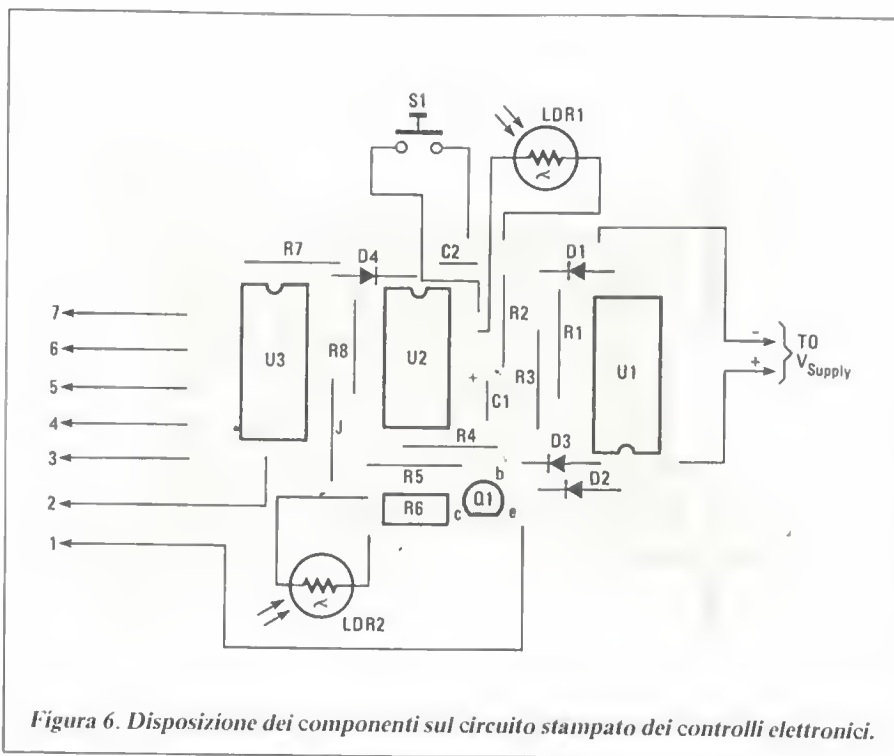 S1
LDR1
λ
R7
D4
C2
D1
7
6
5
4
3
2
1
U3
R8
U2
R2
R1
R3
U1
-
+
TO
VSupply
+
C1
J
R4
D3
D2
R5
b
R6
c
Q1
e
λ
LDR2
Figura 6. Disposizione dei componenti sul circuito stampato dei controlli elettronici.